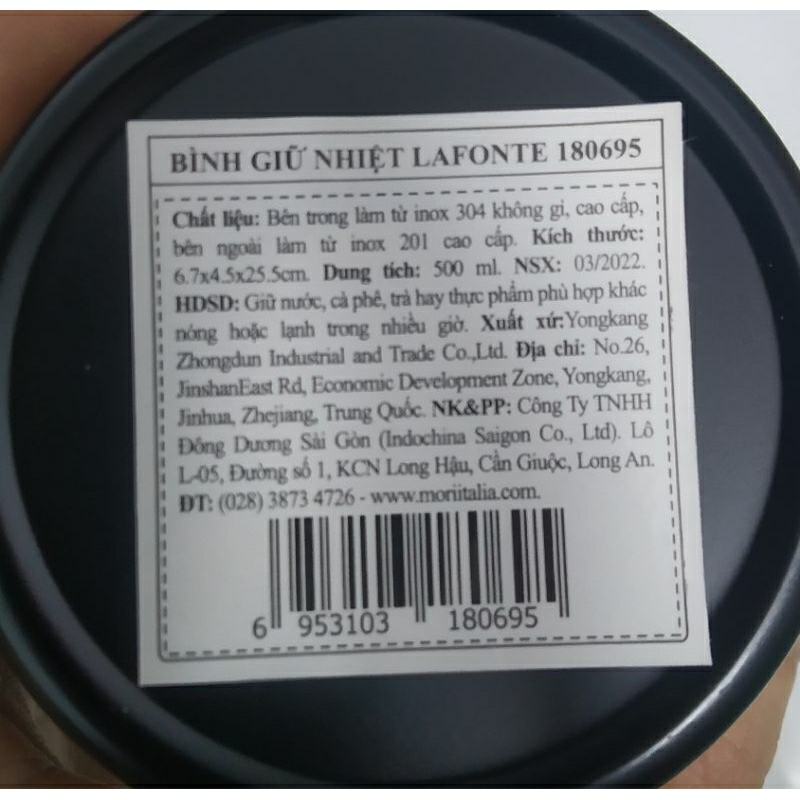 BÌNH GIỮ NHIỆT LAFONTE 180695
Chất liệu: Bên trong làm từ inox 304 không gỉ, cao cấp,
bên ngoài làm từ inox 201 cao cấp. Kích thước:
6.7x4.5x25.5cm. Dung tích: 500 ml. NSX: 03/2022.
HDSD: Giữ nước, cà phê, trà hay thực phẩm phù hợp khác
nóng hoặc lạnh trong nhiều giờ. Xuất xứ:Yongkang
Zhongdun Industrial and Trade Co.,Ltd. Địa chỉ: No.26,
JinshanEast Rd, Economic Development Zone, Yongkang,
Jinhua, Zhejiang, Trung Quốc. NK&PP: Công Ty TNHH
Đông Dương Sài Gòn (Indochina Saigon Co., Ltd). Lô
L-05, Đường số 1, KCN Long Hậu, Cần Giuộc, Long An.
ĐT: (028) 3873 4726 - www.moriitalia.com.
6 953103 180695